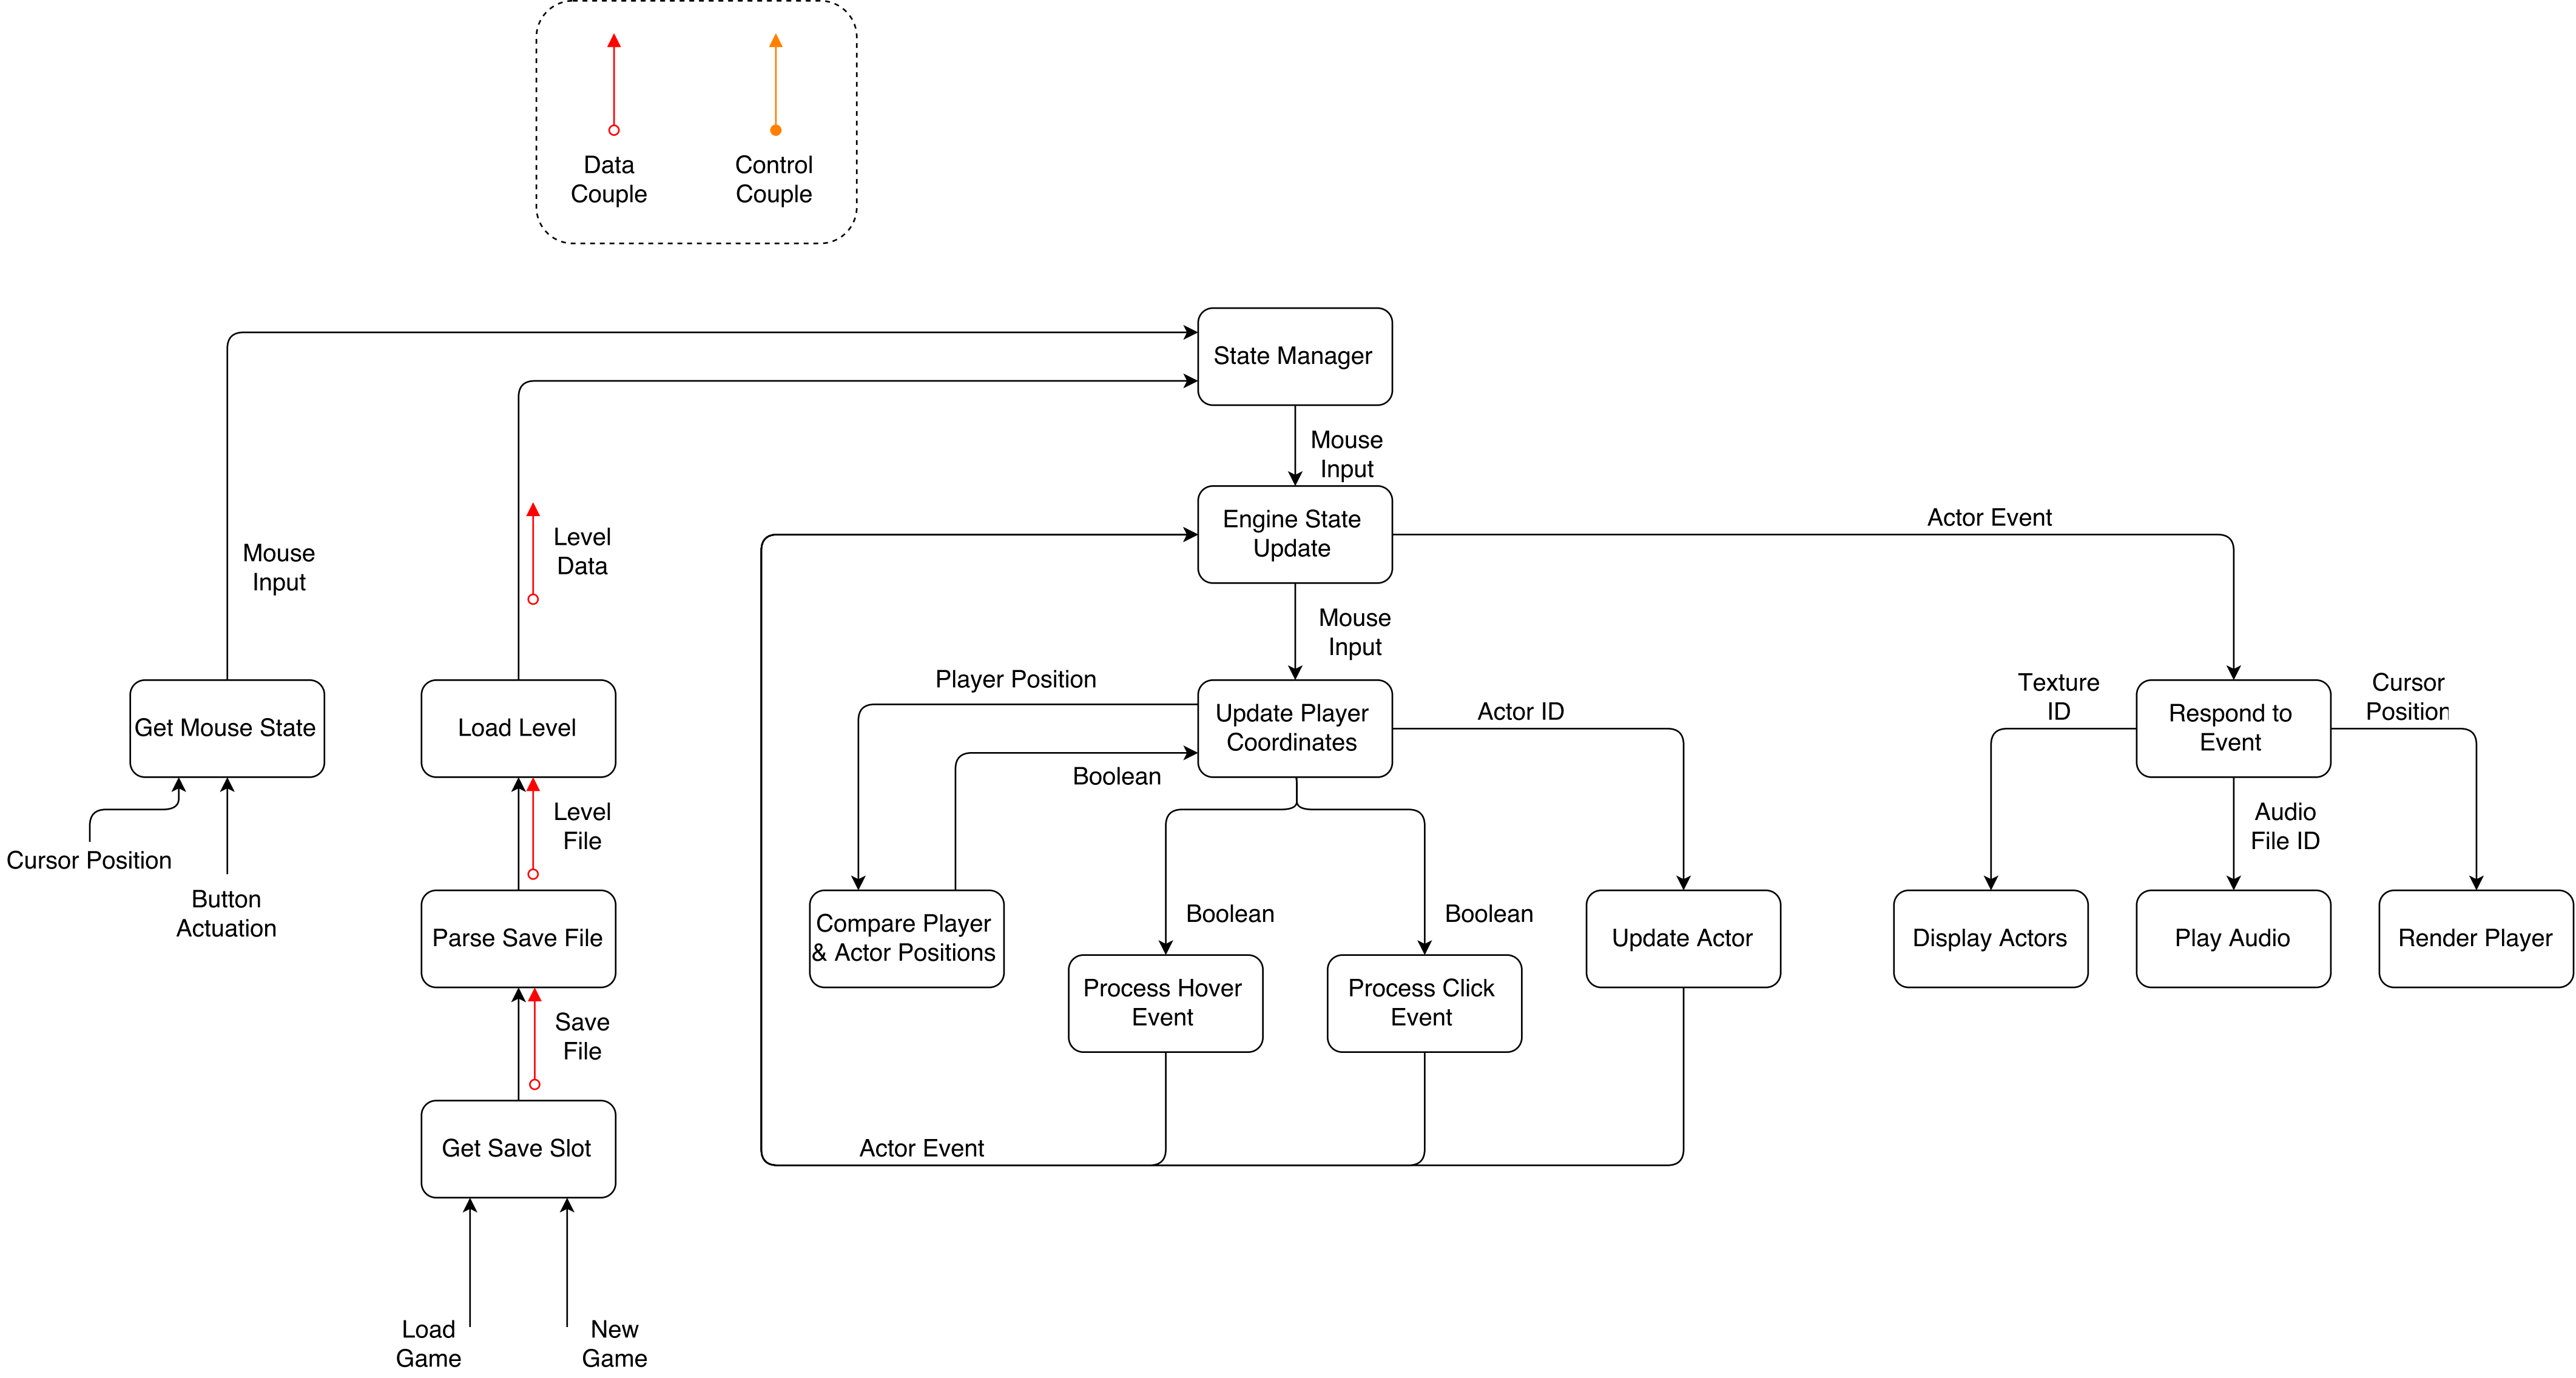 Data
Couple
Control
Couple
State Manager
Mouse
Input
Engine State
Update
Actor Event
Mouse
Input
Level
Data
Mouse
Input
Player Position
Actor ID
Texture
ID
Cursor
Position
Get Mouse State
Load Level
Update Player
Coordinates
Respond to
Event
Boolean
Level
File
Audio
File ID
Cursor Position
Button
Actuation
Parse Save File
Compare Player
& Actor Positions
Boolean
Boolean
Update Actor
Display Actors
Play Audio
Render Player
Process Hover
Event
Process Click
Event
Save
File
Get Save Slot
Actor Event
Load
Game
New
Game